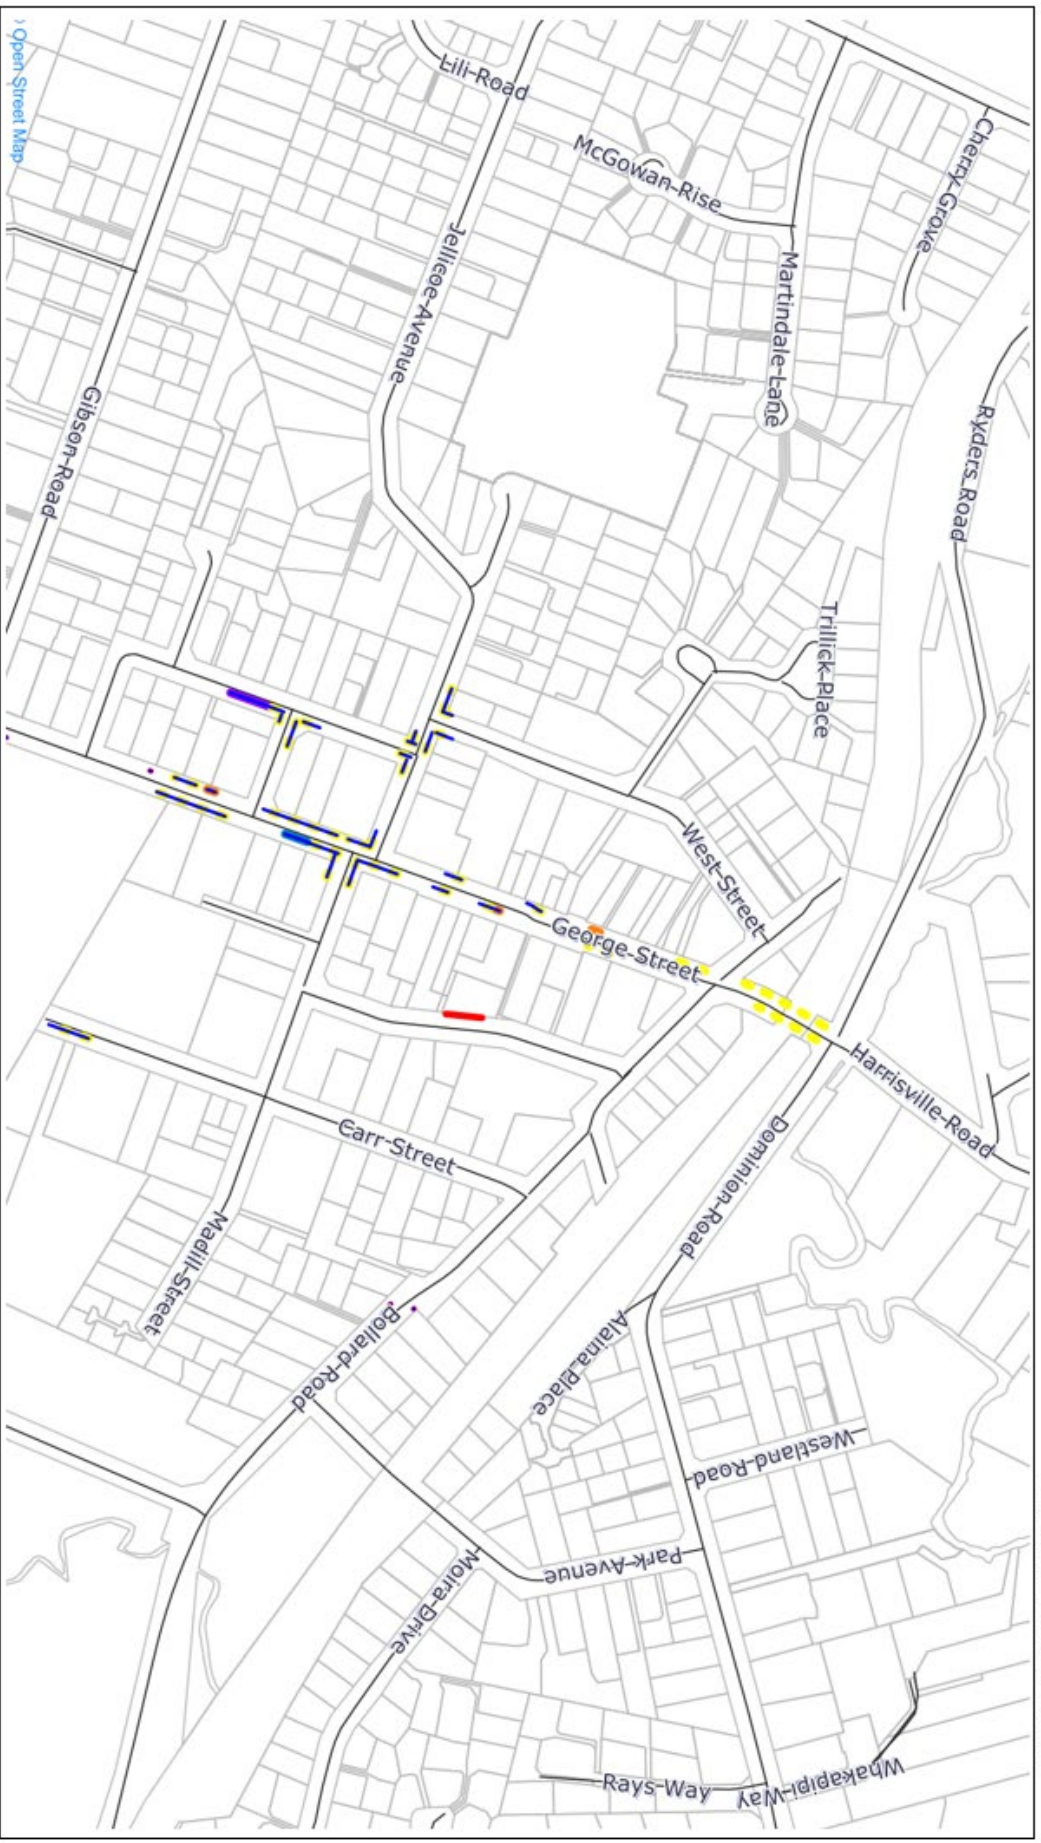 Open Street Map
Lili Road
McGowan Rise
Cherry Grove
Jellicoe Avenue
Martindale Lane
Gibson Road
Ryders Road
Trillick Place
West Street
George Street
Harrisville Road
Carr Street
Dominion Road
Madill Street
Bollard Road
Alaina Place
Westland Road
Park Avenue
Moira Drive
Rays Way
Whakapipi Way